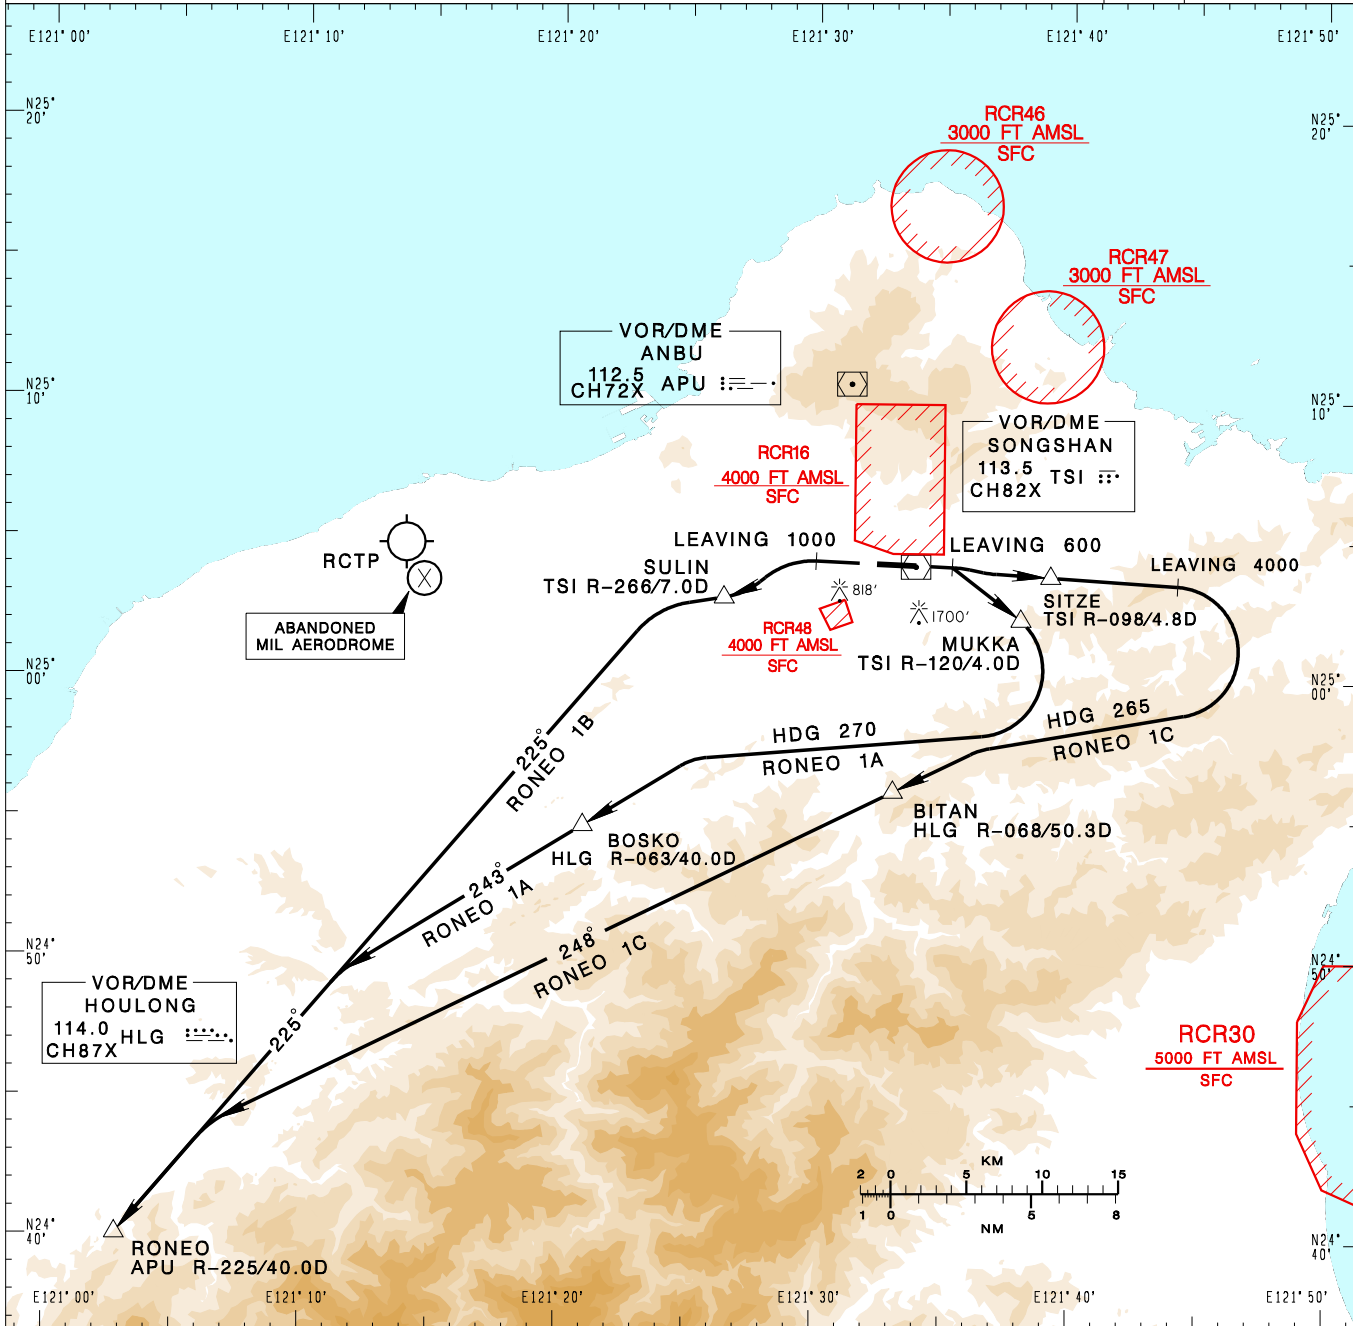 E121° 00'
E121° 10'
E121° 20'
E121° 30'
E121° 40'
E121° 50'
N25°
20'
N25°
20'
RCR46
3000 FT AMSL
SFC
RCR47
3000 FT AMSL
SFC
VOR/DME
ANBU
112.5
CH72X
APU
N25°
10'
N25°
10'
VOR/DME
SONGSHAN
113.5
CH82X
TSI
RCR16
4000 FT AMSL
SFC
LEAVING 1000
LEAVING 600
LEAVING 4000
RCTP
SULIN
TSI R-266/7.0D
818'
1700'
SITZE
TSI R-098/4.8D
ABANDONED
MIL AERODROME
RCR48
4000 FT AMSL
SFC
MUKKA
TSI R-120/4.0D
N25°
00'
N25°
00'
225°
RONEO 1B
HDG 270
RONEO 1A
HDG 265
RONEO 1C
BITAN
HLG R-068/50.3D
BOSKO
HLG R-063/40.0D
243°
RONEO 1A
248°
RONEO 1C
N24°
50'
N24°
50'
VOR/DME
HOULONG
114.0
CH87X
HLG
225°
RCR30
5000 FT AMSL
SFC
KM
2 0 5 10 15
1 0 5 8
NM
N24°
40'
N24°
40'
RONEO
APU R-225/40.0D
E121° 00'
E121° 10'
E121° 20'
E121° 30'
E121° 40'
E121° 50'